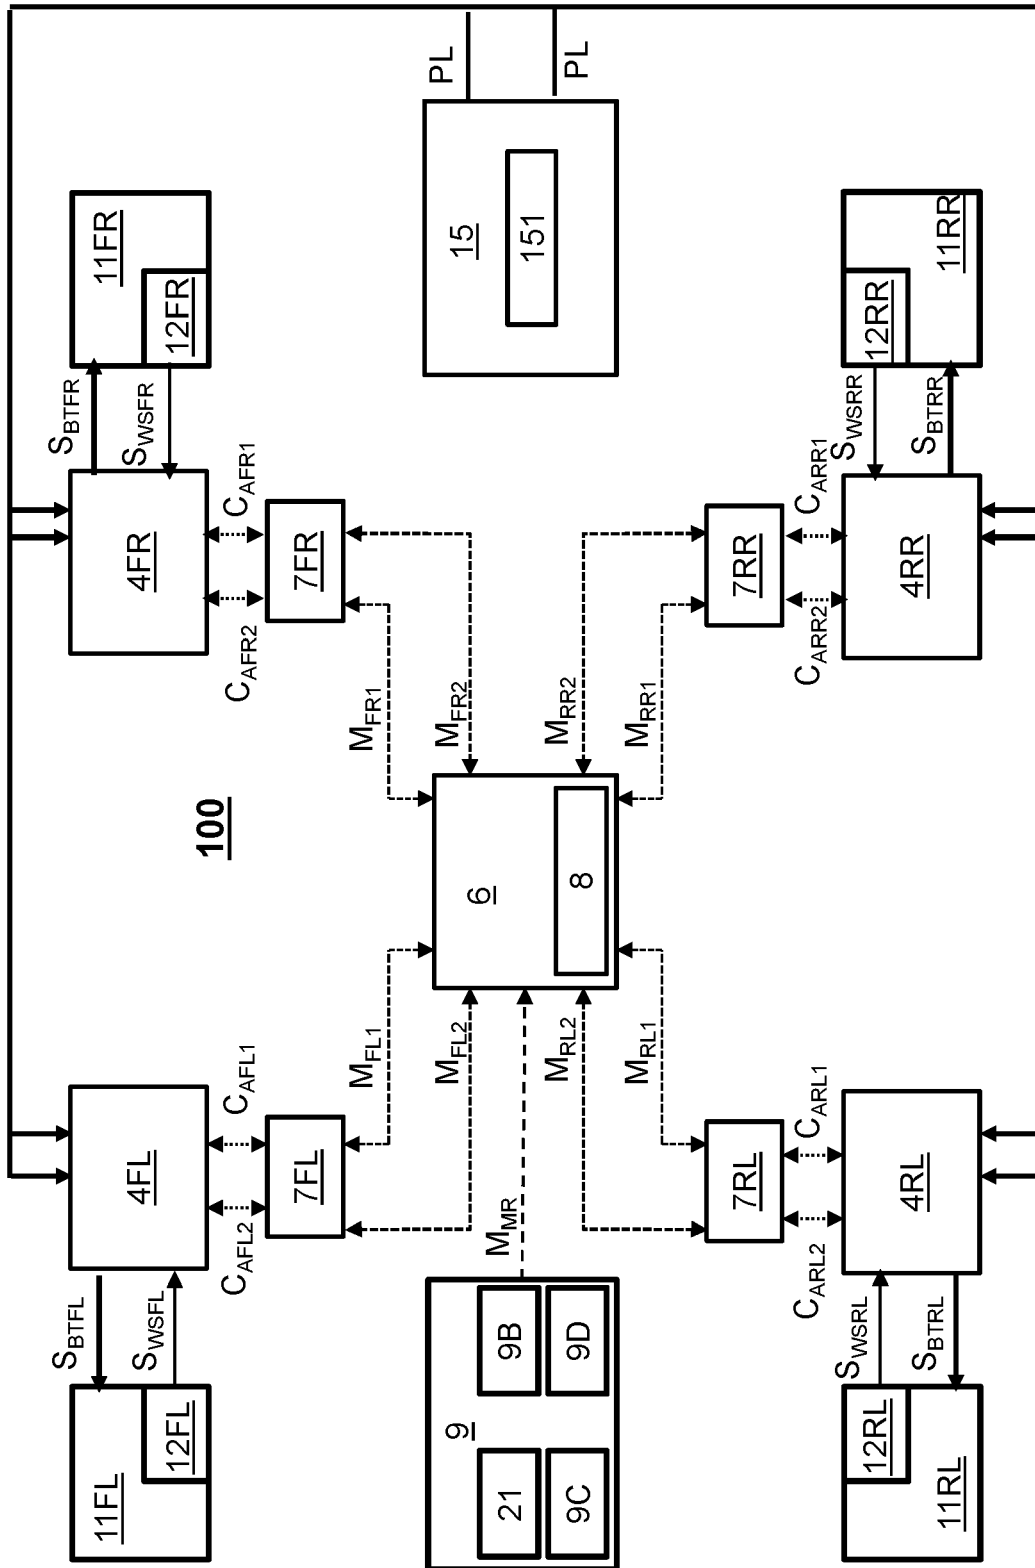 11FL
12FL
S_BTFL
S_WSFL
4FL
C_AFL2
C_AFL1
7FL
M_FL1
M_FL2
100
S_BTFR
S_WSFR
11FR
12FR
4FR
C_AFR2
C_AFR1
7FR
M_FR1
M_FR2
9
21
9B
9C
9D
M_MR
6
8
15
151
PL
PL
M_RL2
M_RL1
7RL
C_ARL2
C_ARL1
4RL
S_WSRL
S_BTRL
12RL
11RL
M_RR2
M_RR1
7RR
C_ARR2
C_ARR1
4RR
S_WSRR
S_BTRR
12RR
11RR